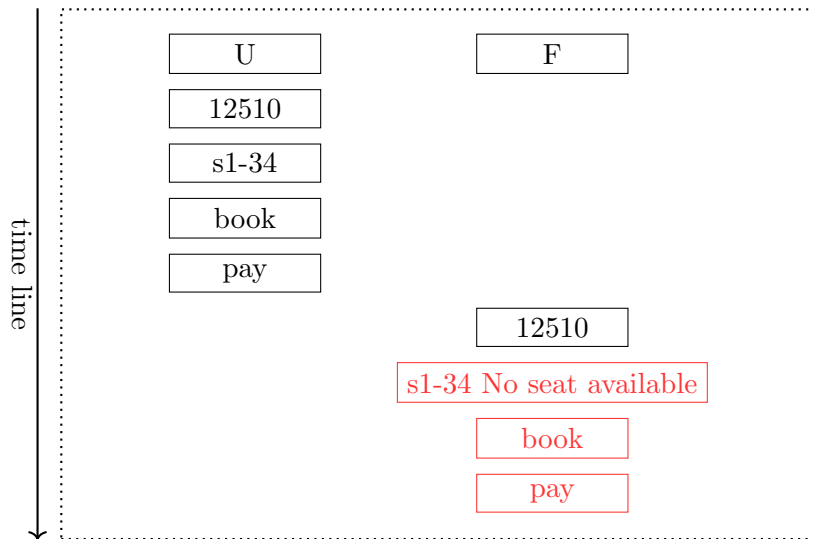 U F
12510
s1-34
book
pay
time line
12510
s1-34 No seat available
book
pay